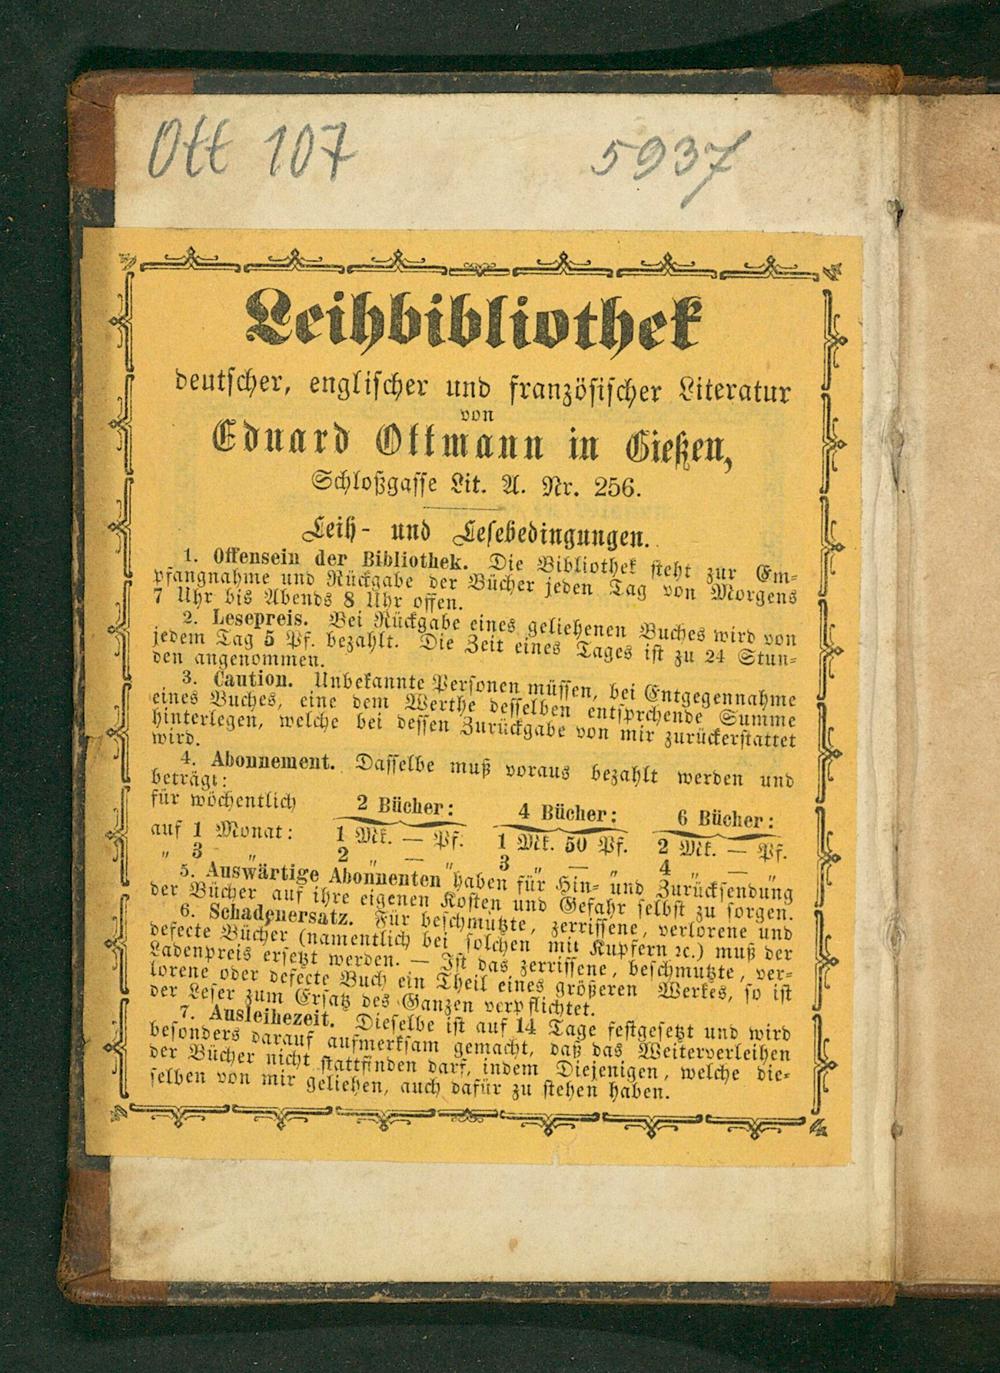 Ott 107 5937
Leihbibliothek
deutscher, englischer und französischer Literatur
von
Eduard Ottmann in Gießen,
Schloßgasse Lit. A. Nr. 256.
Leih- und Lesebedingungen.
1. Offensein der Bibliothek. Die Bibliothek steht zur Em-
pfangnahme und Rückgabe der Bücher jeden Tag von Morgens
7 Uhr bis Abends 8 Uhr offen.
2. Lesepreis. Bei Rückgabe eines geliehenen Buches wird von
jedem Tag 5 Pf. bezahlt. Die Zeit eines Tages ist zu 24 Stun-
den angenommen.
3. Caution. Unbekannte Personen müssen, bei Entgegennahme
eines Buches, eine dem Werthe desselben entsprchende Summe
hinterlegen, welche bei dessen Zurückgabe von mir zurückerstattet
wird.
4. Abonnement. Dasselbe muß voraus bezahlt werden und
beträgt:
für wöchentlich 2 Bücher: 4 Bücher: 6 Bücher:
auf 1 Monat: 1 Mk. — Pf. 1 Mk. 50 Pf. 2 Mk. — Pf.
„ 3 „ 2 „ — „ 3 „ — „ 4 „ — „
5. Auswärtige Abonnenten haben für Hin- und Zurücksendung
der Bücher auf ihre eigenen Kosten und Gefahr selbst zu sorgen.
6. Schadenersatz. Für beschmutzte, zerrissene, verlorene und
defecte Bücher (namentlich bei solchen mit Kupfern ꝛc.) muß der
Ladenpreis ersetzt werden. — Ist das zerrissene, beschmutzte, ver-
lorene oder defecte Buch ein Theil eines größeren Werkes, so ist
der Leser zum Ersatz des Ganzen verpflichtet.
7. Ausleihezeit. Dieselbe ist auf 14 Tage festgesetzt und wird
besonders darauf aufmerksam gemacht, daß das Weiterverleihen
der Bücher nicht stattfinden darf, indem Diejenigen, welche die-
selben von mir geliehen, auch dafür zu stehen haben.